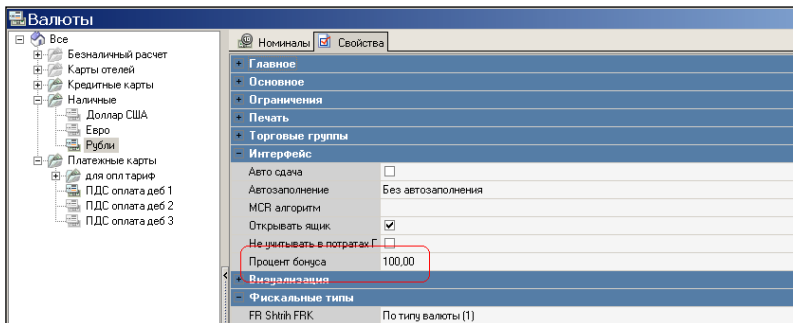 Валюты
Все
Безналичный расчет
Карты отелей
Кредитные карты
Наличные
Доллар США
Евро
Рубли
Платежные карты
для опл тариф
ПДС оплата деб 1
ПДС оплата деб 2
ПДС оплата деб 3
Номиналы Свойства
+ Главное
+ Основное
+ Ограничения
+ Печать
+ Торговые группы
- Интерфейс
Авто сдача
Автозаполнение Без автозаполнения
MCR алгоритм
Открывать ящик
Не учитывать в потратах Г
Процент бонуса 100,00
+ Визуализация
- Фискальные типы
FR Shtrih FRK По типу валюты (1)